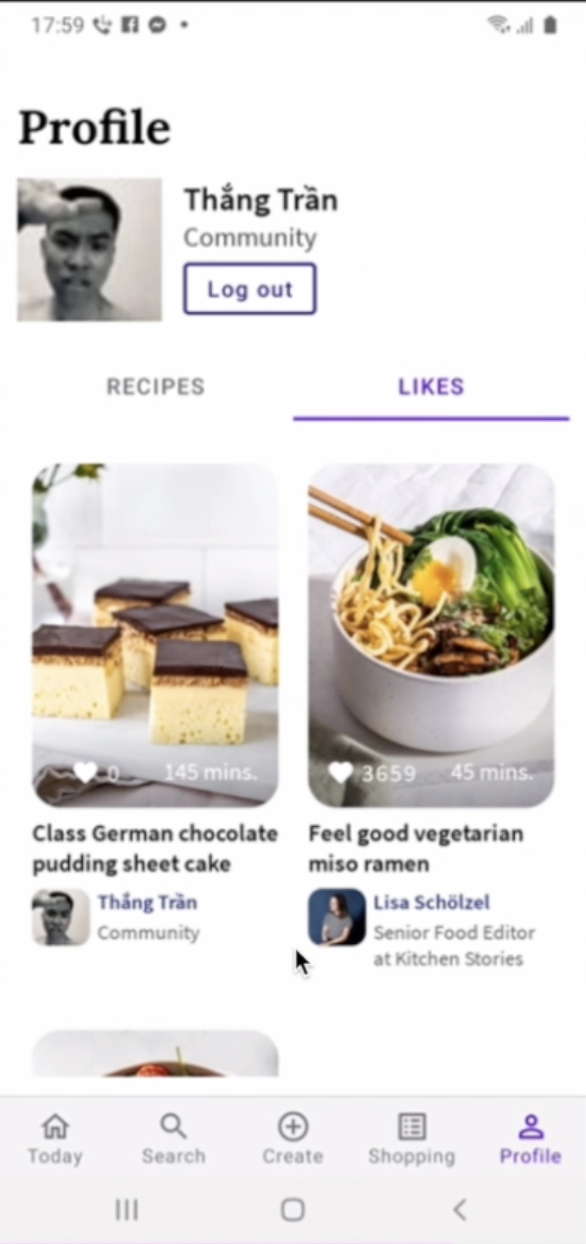 17:59
Profile
Thắng Trần
Community
Log out
RECIPES
LIKES
0 145 mins.
3659 45 mins.
Class German chocolate
pudding sheet cake
Thắng Trần
Community
Feel good vegetarian
miso ramen
Lisa Schölzel
Senior Food Editor
at Kitchen Stories
Today
Search
Create
Shopping
Profile